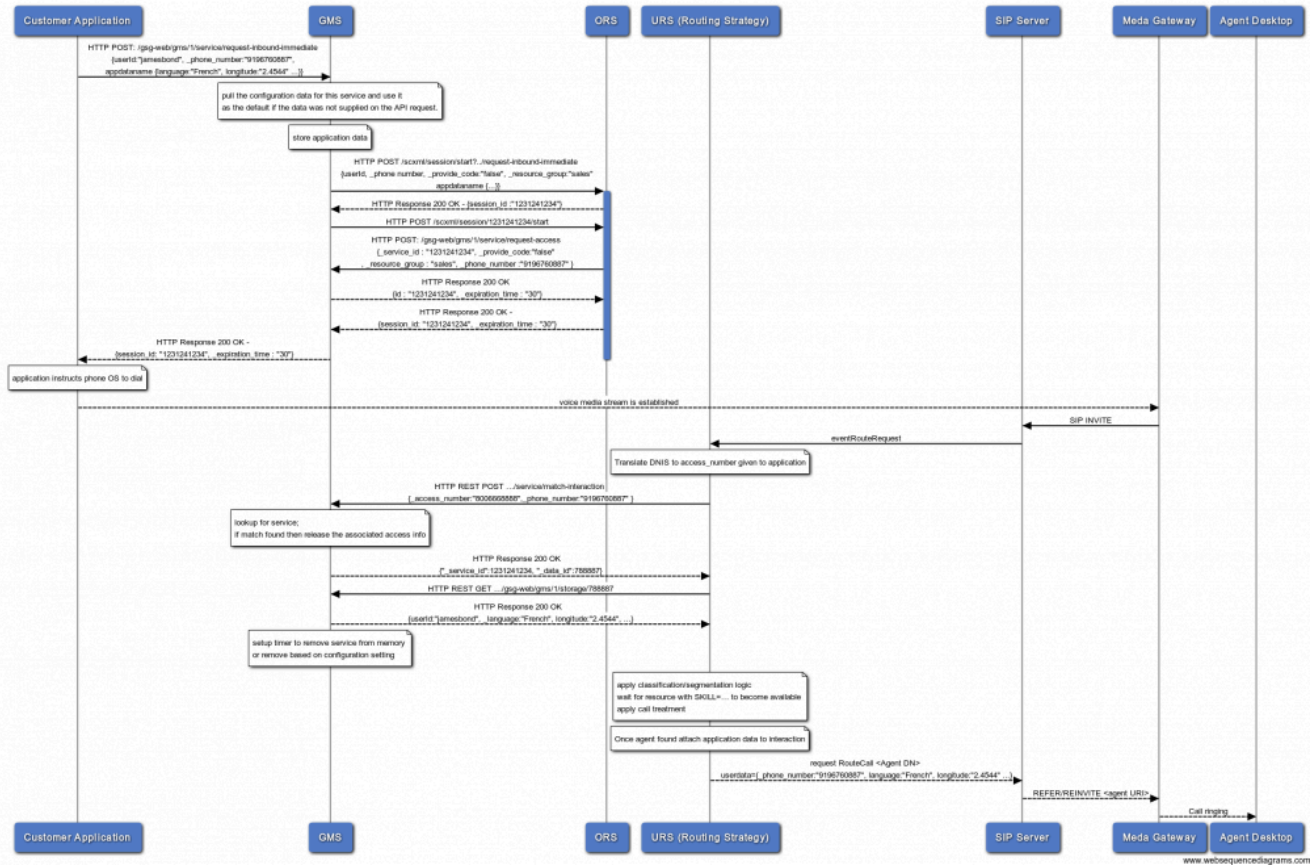 Customer Application
GMS
ORS
URS (Routing Strategy)
SIP Server
Meda Gateway
Agent Desktop
HTTP POST: /gsg-web/gms/1/service/request-inbound-immediate
{userId:"jamesbond", _phone_number:"9196760887",
appdataname {language:"French", longitude:"2.4544" ...}}
pull the configuration data for this service and use it
as the default if the data was not supplied on the API request.
store application data
HTTP POST /scxml/session/start?../request-inbound-immediate
{userId, _phone number, _provide_code:"false", _resource_group:"sales"
appdataname {...}}
HTTP Response 200 OK - {session_id :"1231241234"}
HTTP POST /scxml/session/1231241234/start
HTTP POST: /gsg-web/gms/1/service/request-access
{_service_id : "1231241234", _provide_code:"false"
, _resource_group : "sales", _phone_number :"9196760887" }
HTTP Response 200 OK
{id : "1231241234", _expiration_time : "30"}
HTTP Response 200 OK -
{session_id: "1231241234", _expiration_time : "30"}
HTTP Response 200 OK -
{session_id: "1231241234", _expiration_time : "30"}
application instructs phone OS to dial
voice media stream is established
SIP INVITE
eventRouteRequest
Translate DNIS to access_number given to application
HTTP REST POST .../service/match-interaction
{_access_number:"8006668888",_phone_number:"9196760887" }
lookup for service;
if match found then release the associated access info
HTTP Response 200 OK
{"_service_id":1231241234, "_data_id":788887}
HTTP REST GET .../gsg-web/gms/1/storage/788887
HTTP Response 200 OK
{userId:"jamesbond", _language:"French", longitude:"2.4544", ...}
setup timer to remove service from memory
or remove based on configuration setting
apply classification/segmentation logic
wait for resource with SKILL=... to become available
apply call treatment
Once agent found attach application data to interaction
request RouteCall <Agent DN>
userdata={_phone_number:"9196760887", language:"French", longitude:"2.4544" ...}
REFER/REINVITE <agent URI>
Call ringing
Customer Application
GMS
ORS
URS (Routing Strategy)
SIP Server
Meda Gateway
Agent Desktop
www.websequencediagrams.com